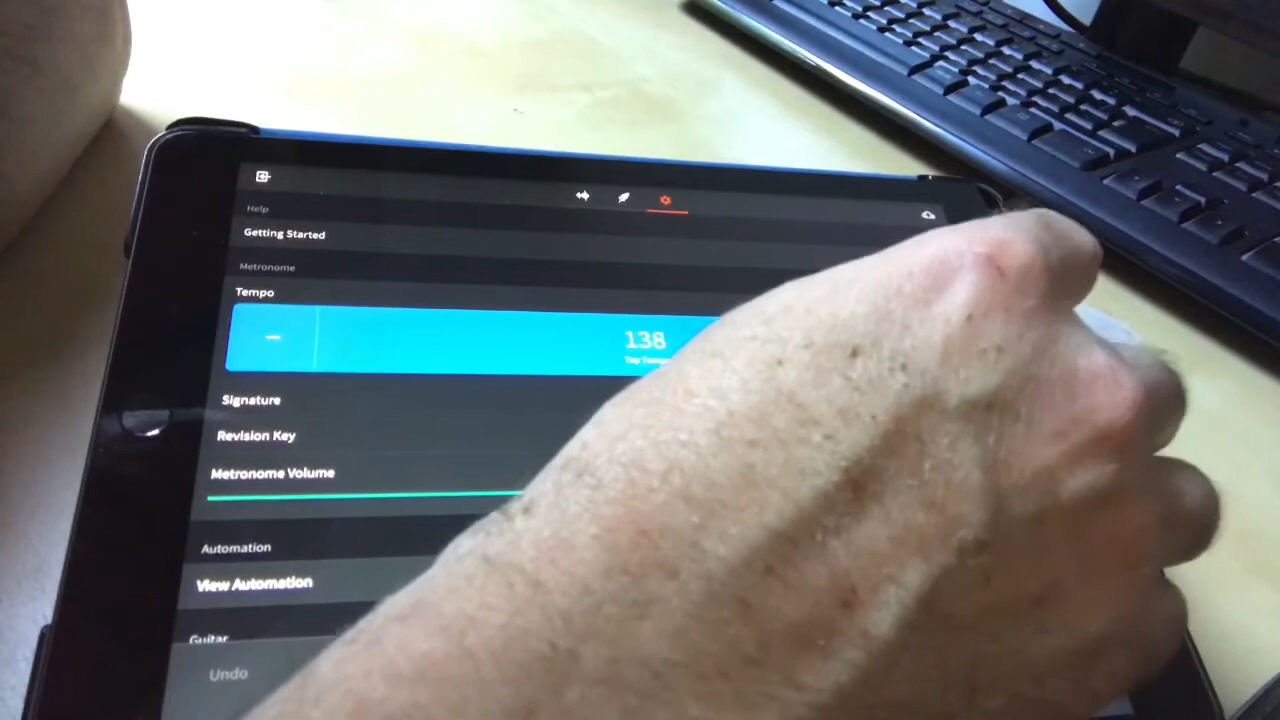 Help
Getting Started
Metronome
Tempo
138
Signature
Revision Key
Metronome Volume
Automation
View Automation
Guitar
Undo